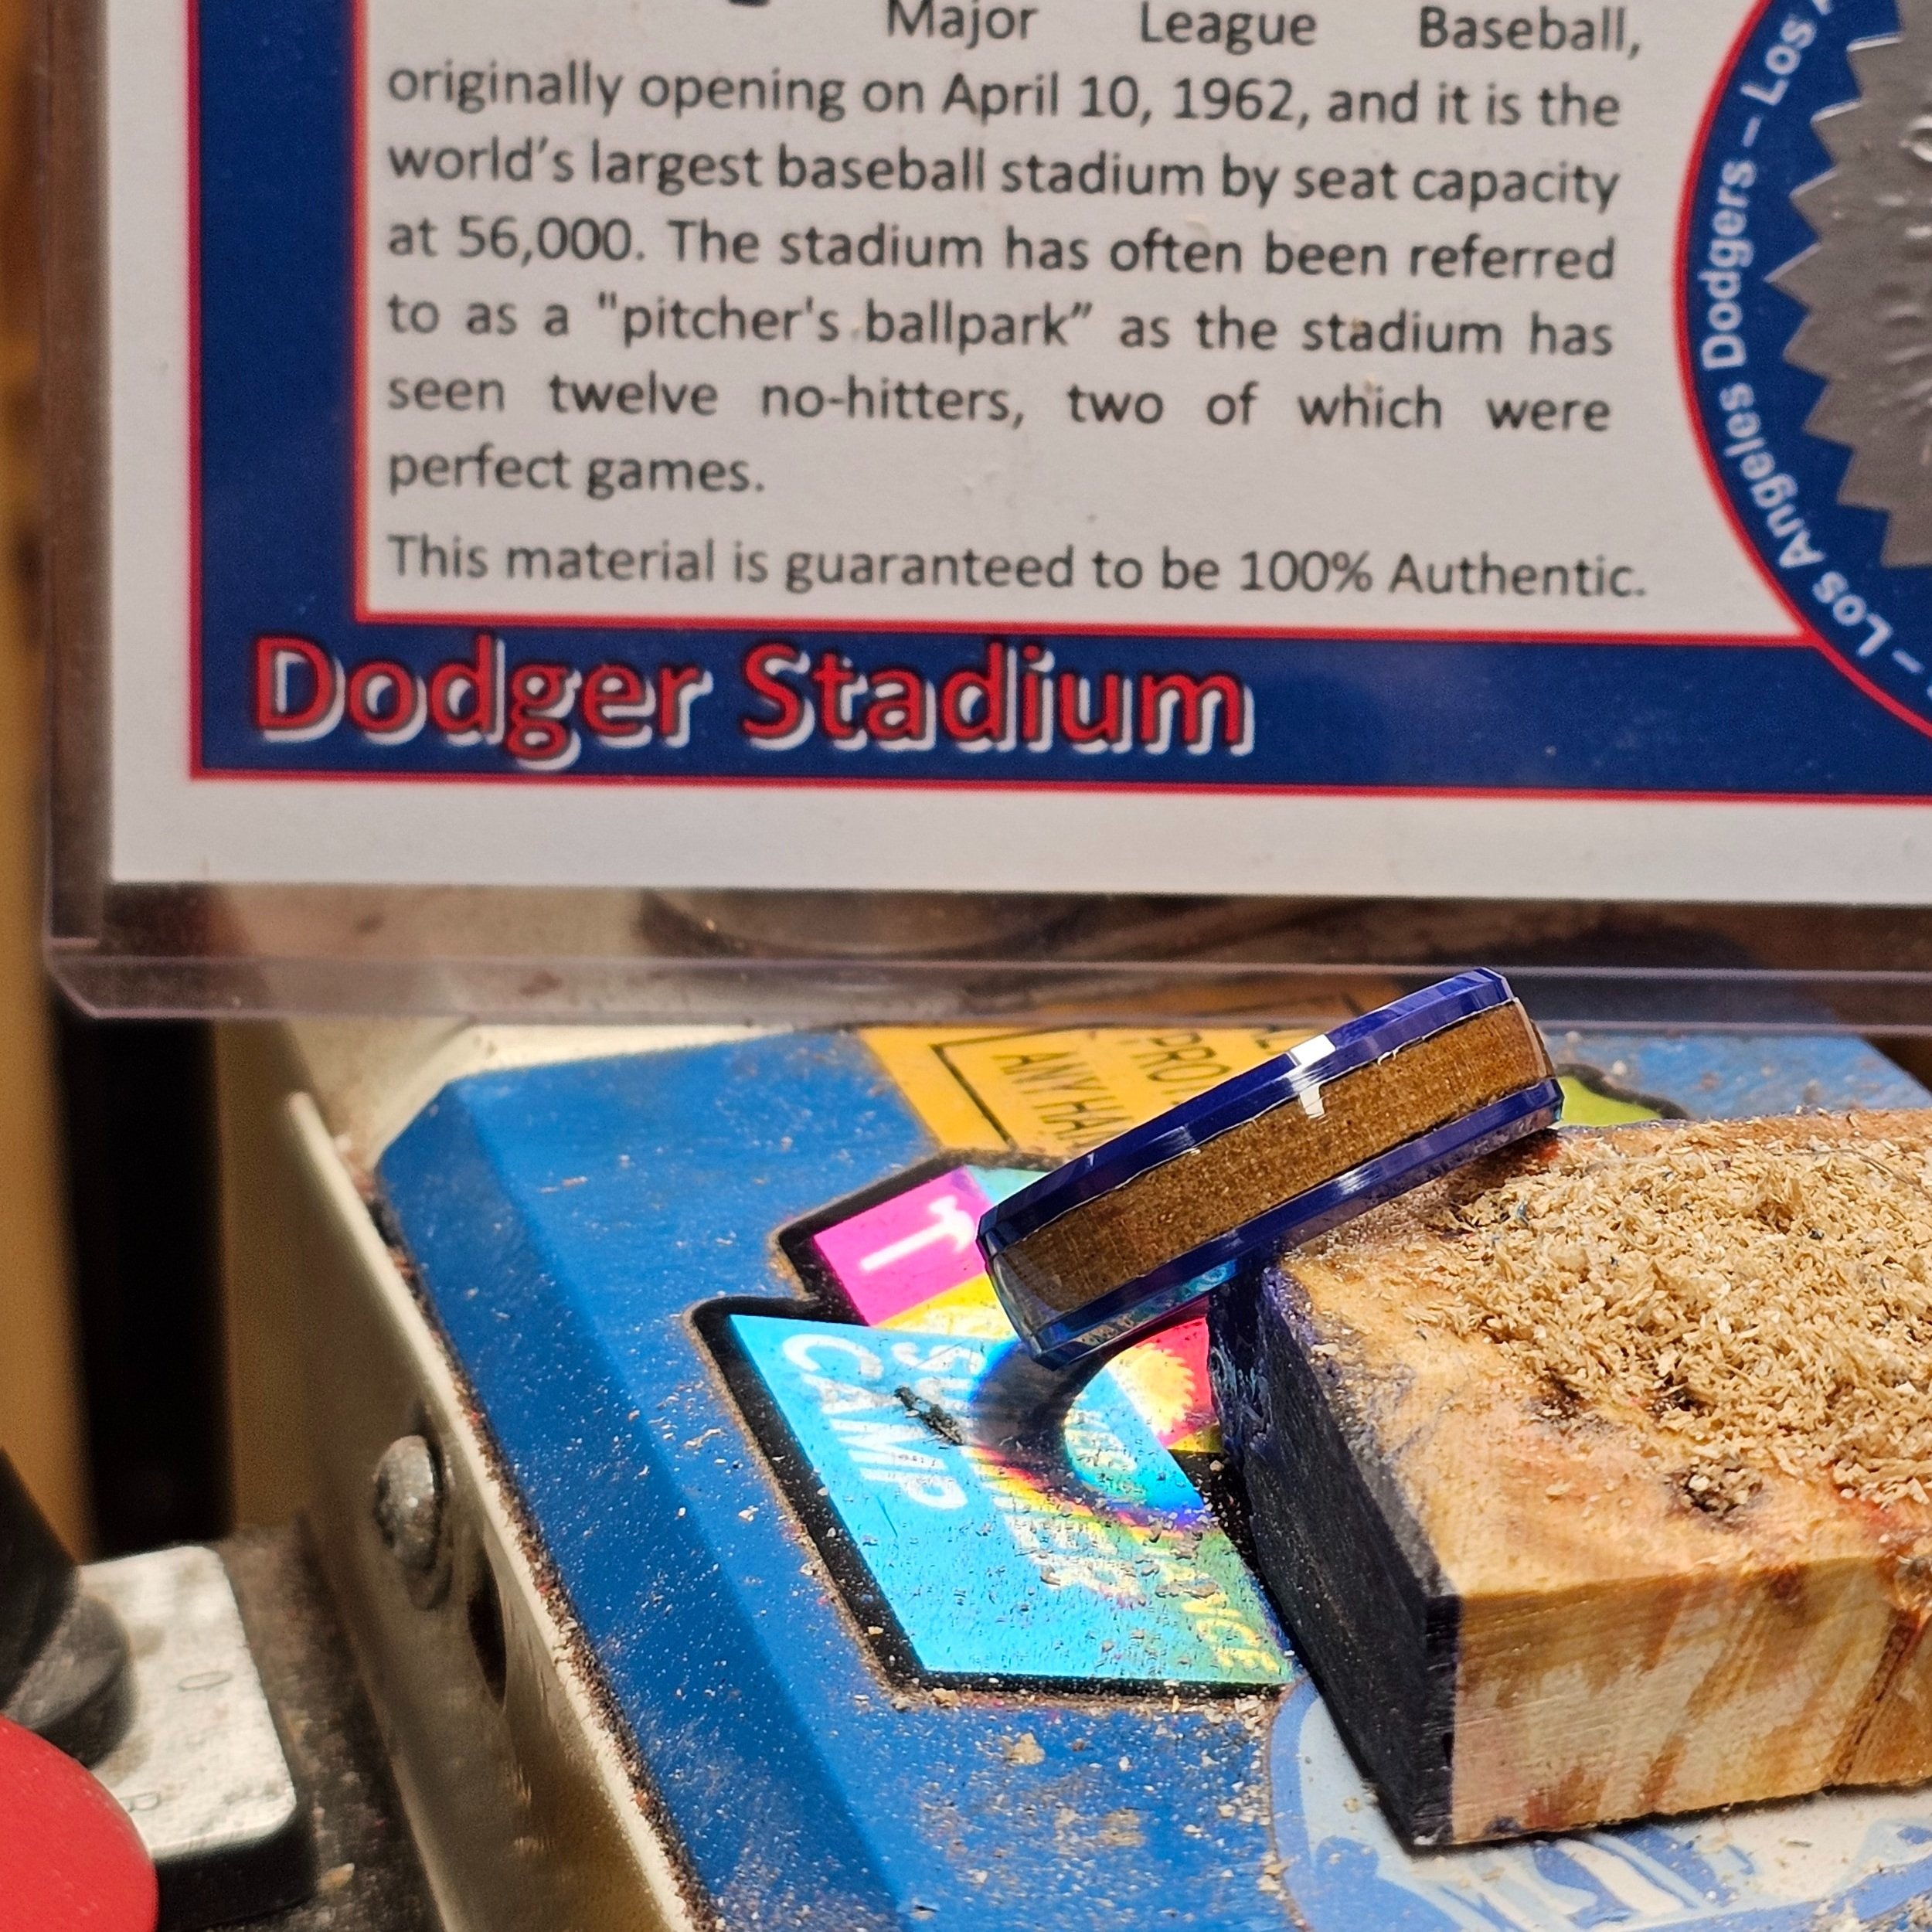 Major League Baseball,
originally opening on April 10, 1962, and it is the
world’s largest baseball stadium by seat capacity
at 56,000. The stadium has often been referred
to as a "pitcher's ballpark” as the stadium has
seen twelve no-hitters, two of which were
perfect games.
This material is guaranteed to be 100% Authentic.
Dodger Stadium
– Los Angeles Dodgers – Los
ANY HAN
CAMP